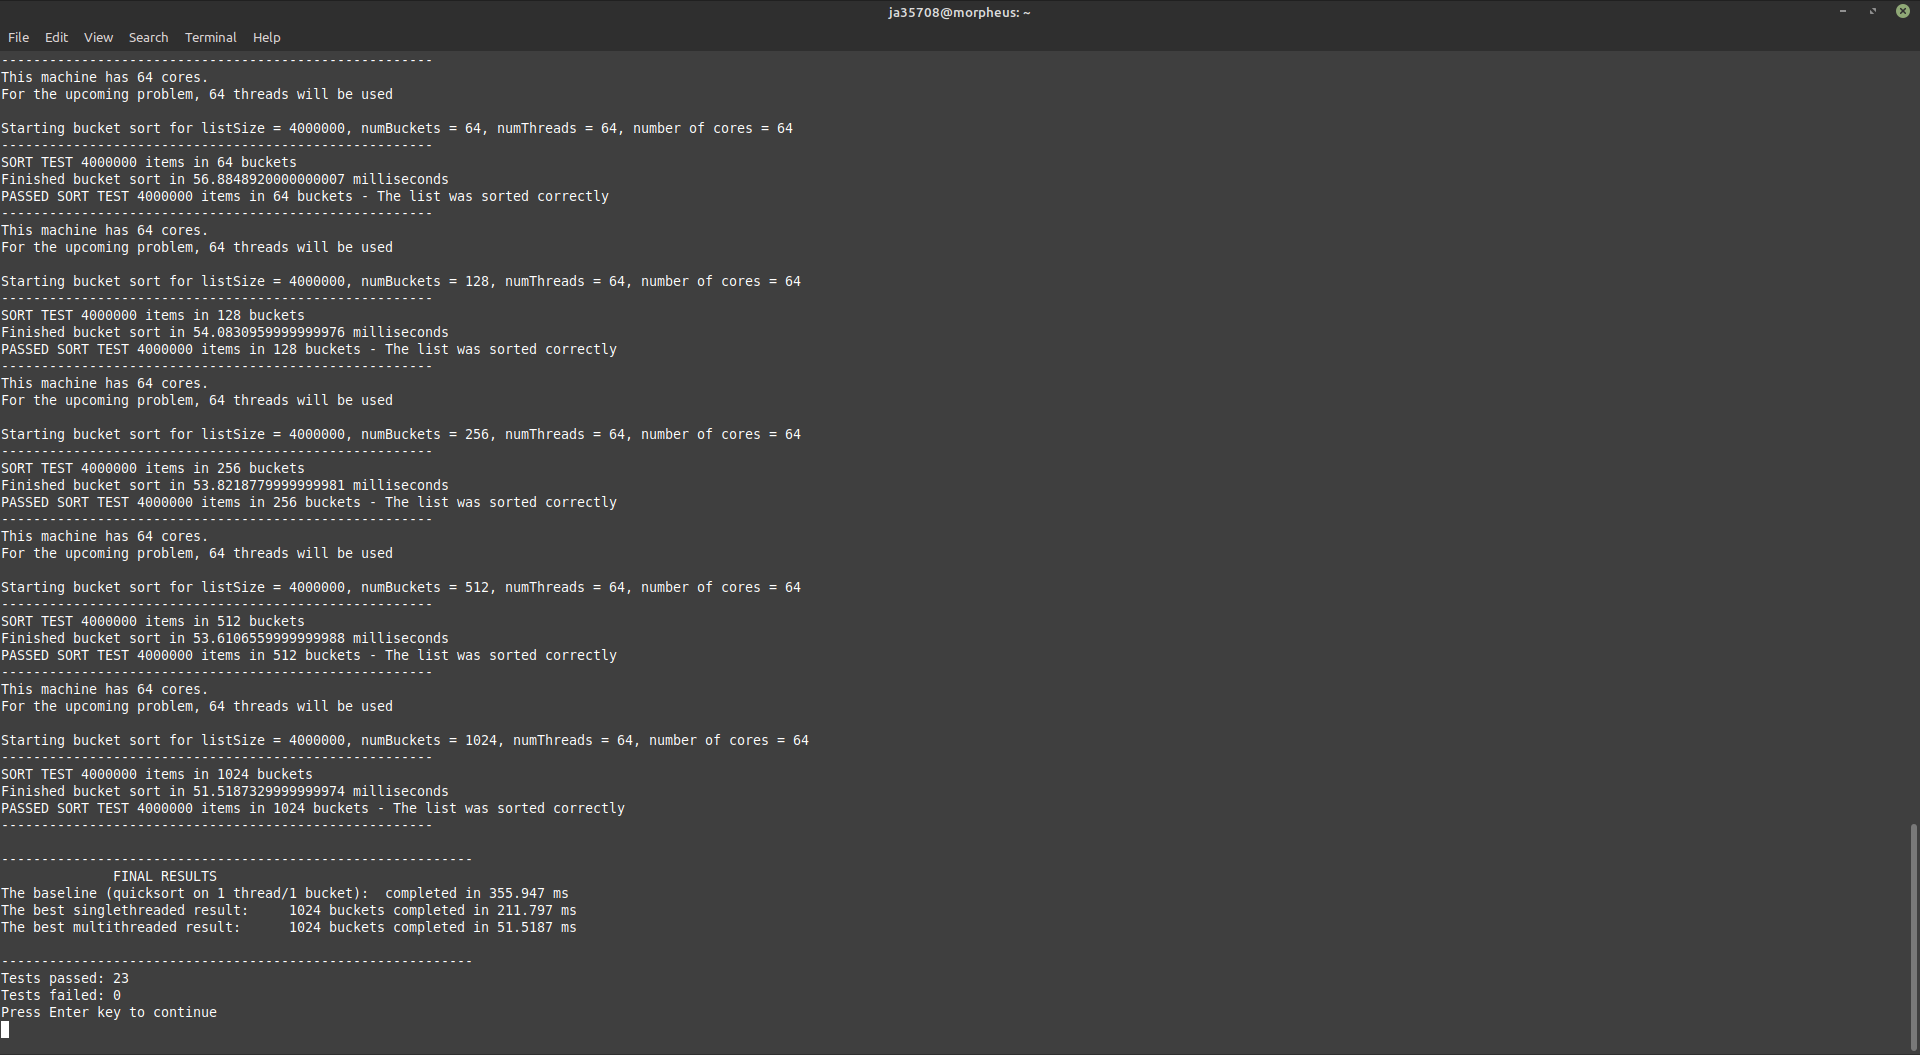 ja35708@morpheus: ~
File Edit View Search Terminal Help
------------------------------------------------------
This machine has 64 cores.
For the upcoming problem, 64 threads will be used
Starting bucket sort for listSize = 4000000, numBuckets = 64, numThreads = 64, number of cores = 64
------------------------------------------------------
SORT TEST 4000000 items in 64 buckets
Finished bucket sort in 56.8848920000000007 milliseconds
PASSED SORT TEST 4000000 items in 64 buckets - The list was sorted correctly
------------------------------------------------------
This machine has 64 cores.
For the upcoming problem, 64 threads will be used
Starting bucket sort for listSize = 4000000, numBuckets = 128, numThreads = 64, number of cores = 64
------------------------------------------------------
SORT TEST 4000000 items in 128 buckets
Finished bucket sort in 54.0830959999999976 milliseconds
PASSED SORT TEST 4000000 items in 128 buckets - The list was sorted correctly
------------------------------------------------------
This machine has 64 cores.
For the upcoming problem, 64 threads will be used
Starting bucket sort for listSize = 4000000, numBuckets = 256, numThreads = 64, number of cores = 64
------------------------------------------------------
SORT TEST 4000000 items in 256 buckets
Finished bucket sort in 53.8218779999999981 milliseconds
PASSED SORT TEST 4000000 items in 256 buckets - The list was sorted correctly
------------------------------------------------------
This machine has 64 cores.
For the upcoming problem, 64 threads will be used
Starting bucket sort for listSize = 4000000, numBuckets = 512, numThreads = 64, number of cores = 64
------------------------------------------------------
SORT TEST 4000000 items in 512 buckets
Finished bucket sort in 53.6106559999999988 milliseconds
PASSED SORT TEST 4000000 items in 512 buckets - The list was sorted correctly
------------------------------------------------------
This machine has 64 cores.
For the upcoming problem, 64 threads will be used
Starting bucket sort for listSize = 4000000, numBuckets = 1024, numThreads = 64, number of cores = 64
------------------------------------------------------
SORT TEST 4000000 items in 1024 buckets
Finished bucket sort in 51.5187329999999974 milliseconds
PASSED SORT TEST 4000000 items in 1024 buckets - The list was sorted correctly
------------------------------------------------------
-----------------------------------------------------------
FINAL RESULTS
The baseline (quicksort on 1 thread/1 bucket):  completed in 355.947 ms
The best singlethreaded result:     1024 buckets completed in 211.797 ms
The best multithreaded result:      1024 buckets completed in 51.5187 ms
-----------------------------------------------------------
Tests passed: 23
Tests failed: 0
Press Enter key to continue